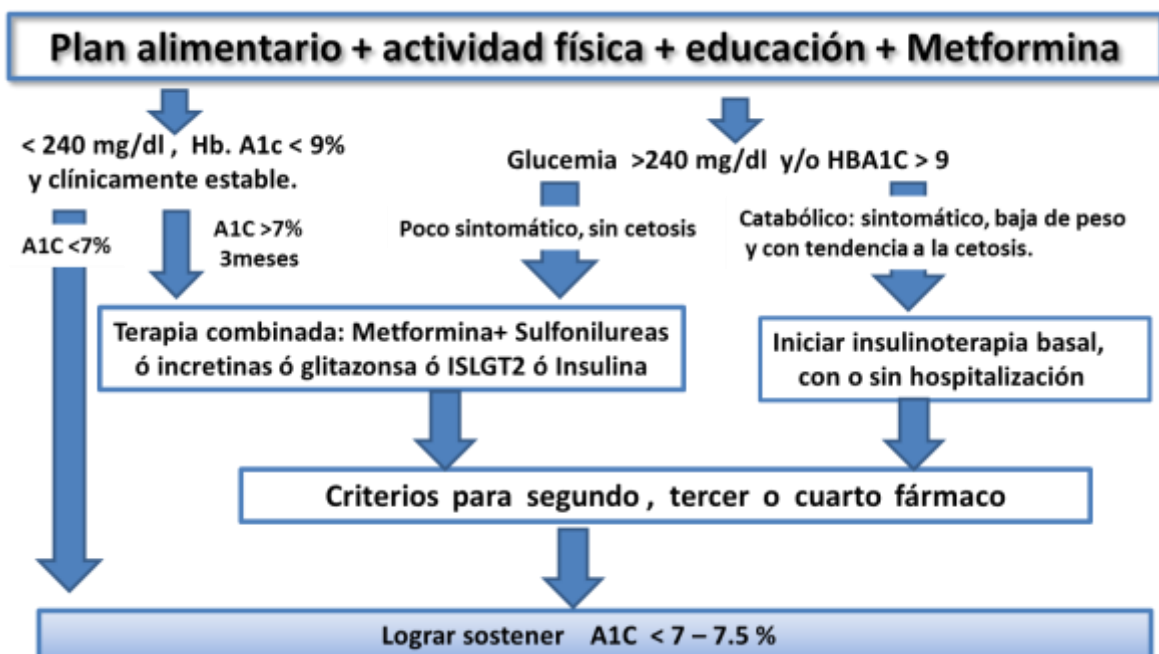 Plan alimentario + actividad física + educación + Metformina
< 240 mg/dl , Hb. A1c < 9%
y clínicamente estable.
Glucemia >240 mg/dl y/o HBA1C > 9
A1C <7%
A1C >7%
3meses
Poco sintomático, sin cetosis
Catabólico: sintomático, baja de peso
y con tendencia a la cetosis.
Terapia combinada: Metformina+ Sulfonilureas
ó incretinas ó glitazonsa ó ISLGT2 ó Insulina
Iniciar insulinoterapia basal,
con o sin hospitalización
Criterios para segundo , tercer o cuarto fármaco
Lograr sostener A1C < 7 – 7.5 %